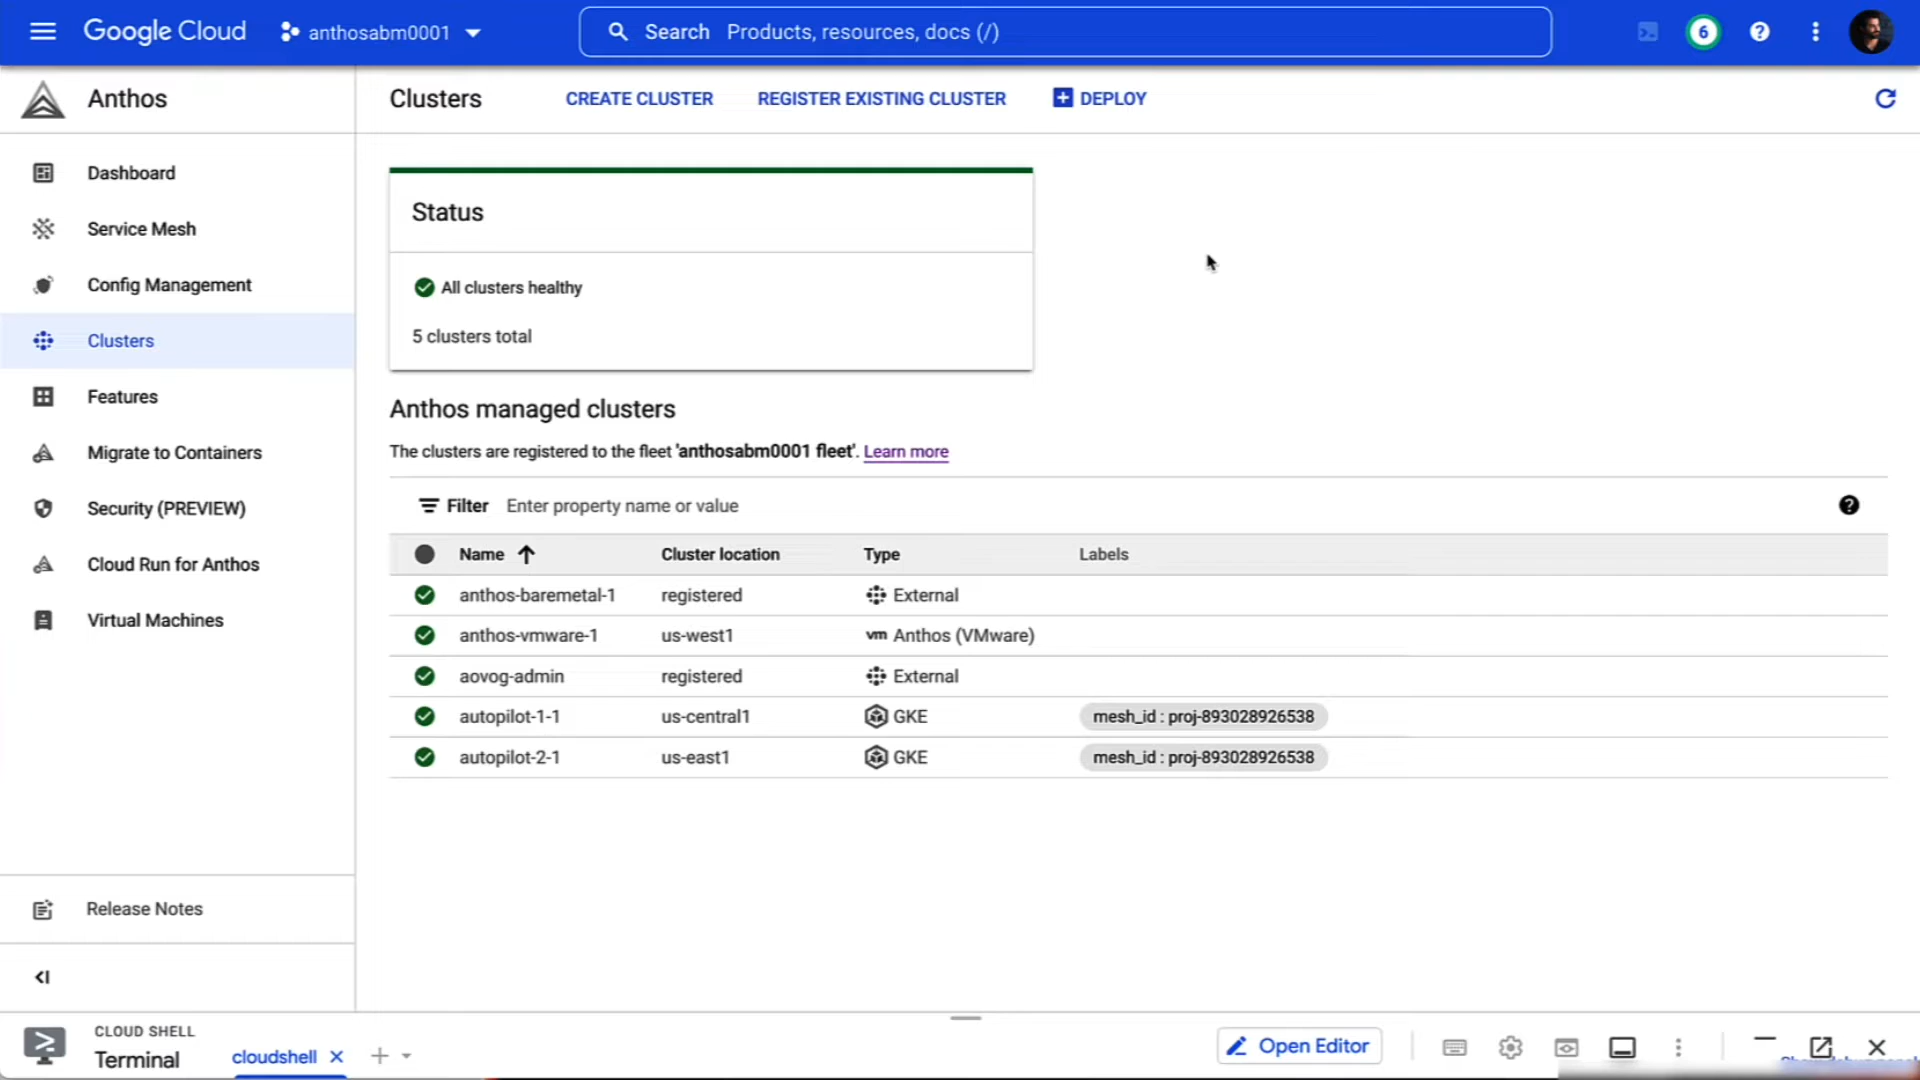 Google Cloud
anthosabm0001
Search Products, resources, docs (/)
6
Anthos
Clusters
CREATE CLUSTER
REGISTER EXISTING CLUSTER
DEPLOY
Dashboard
Service Mesh
Config Management
Clusters
Features
Migrate to Containers
Security (PREVIEW)
Cloud Run for Anthos
Virtual Machines
Release Notes
Status
All clusters healthy
5 clusters total
Anthos managed clusters
The clusters are registered to the fleet 'anthosabm0001 fleet'. Learn more
Filter Enter property name or value
Name Cluster location Type Labels
anthos-baremetal-1 registered External
anthos-vmware-1 us-west1 vm Anthos (VMware)
aovog-admin registered External
autopilot-1-1 us-central1 GKE mesh_id : proj-893028926538
autopilot-2-1 us-east1 GKE mesh_id : proj-893028926538
CLOUD SHELL
Terminal
cloudshell
Open Editor